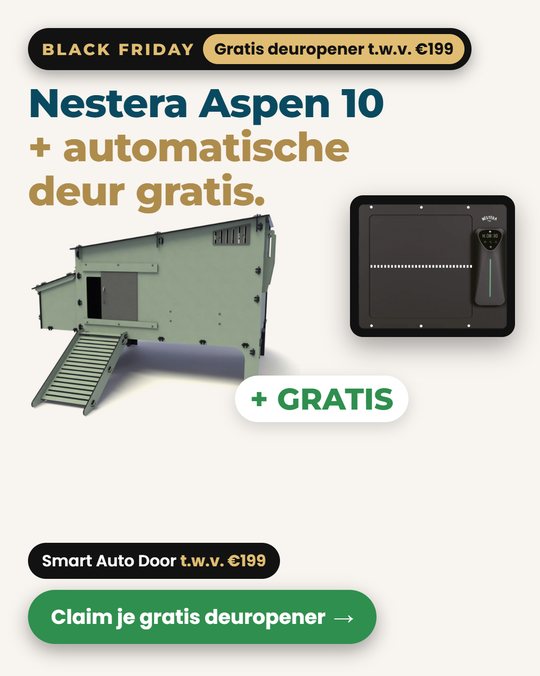 BLACK FRIDAY Gratis deuropener t.w.v. €199
Nestera Aspen 10
+ automatische
deur gratis.
NESTERA
+ GRATIS
Smart Auto Door t.w.v. €199
Claim je gratis deuropener →